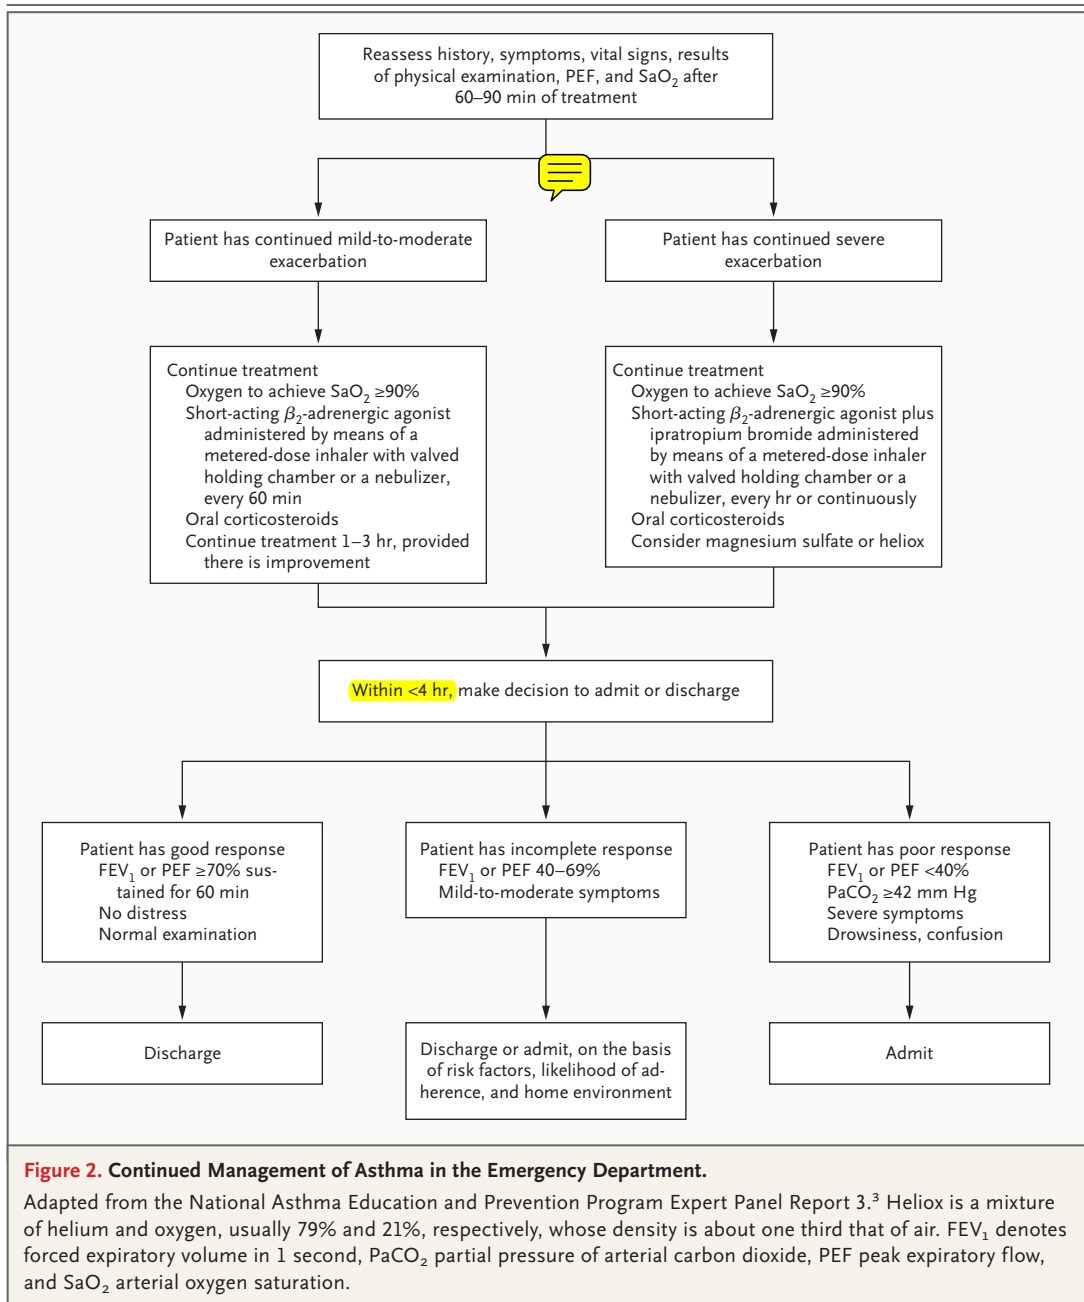 Reassess history, symptoms, vital signs, results
of physical examination, PEF, and SaO₂ after
60–90 min of treatment
Patient has continued mild-to-moderate
exacerbation
Patient has continued severe
exacerbation
Continue treatment
Oxygen to achieve SaO₂ ≥90%
Short-acting β₂-adrenergic agonist
administered by means of a
metered-dose inhaler with valved
holding chamber or a nebulizer,
every 60 min
Oral corticosteroids
Continue treatment 1–3 hr, provided
there is improvement
Continue treatment
Oxygen to achieve SaO₂ ≥90%
Short-acting β₂-adrenergic agonist plus
ipratropium bromide administered
by means of a metered-dose inhaler
with valved holding chamber or a
nebulizer, every hr or continuously
Oral corticosteroids
Consider magnesium sulfate or heliox
Within <4 hr, make decision to admit or discharge
Patient has good response
FEV₁ or PEF ≥70% sus-
tained for 60 min
No distress
Normal examination
Patient has incomplete response
FEV₁ or PEF 40–69%
Mild-to-moderate symptoms
Patient has poor response
FEV₁ or PEF <40%
PaCO₂ ≥42 mm Hg
Severe symptoms
Drowsiness, confusion
Discharge
Discharge or admit, on the basis
of risk factors, likelihood of ad-
herence, and home environment
Admit
Figure 2. Continued Management of Asthma in the Emergency Department.
Adapted from the National Asthma Education and Prevention Program Expert Panel Report 3.³ Heliox is a mixture
of helium and oxygen, usually 79% and 21%, respectively, whose density is about one third that of air. FEV₁ denotes
forced expiratory volume in 1 second, PaCO₂ partial pressure of arterial carbon dioxide, PEF peak expiratory flow,
and SaO₂ arterial oxygen saturation.